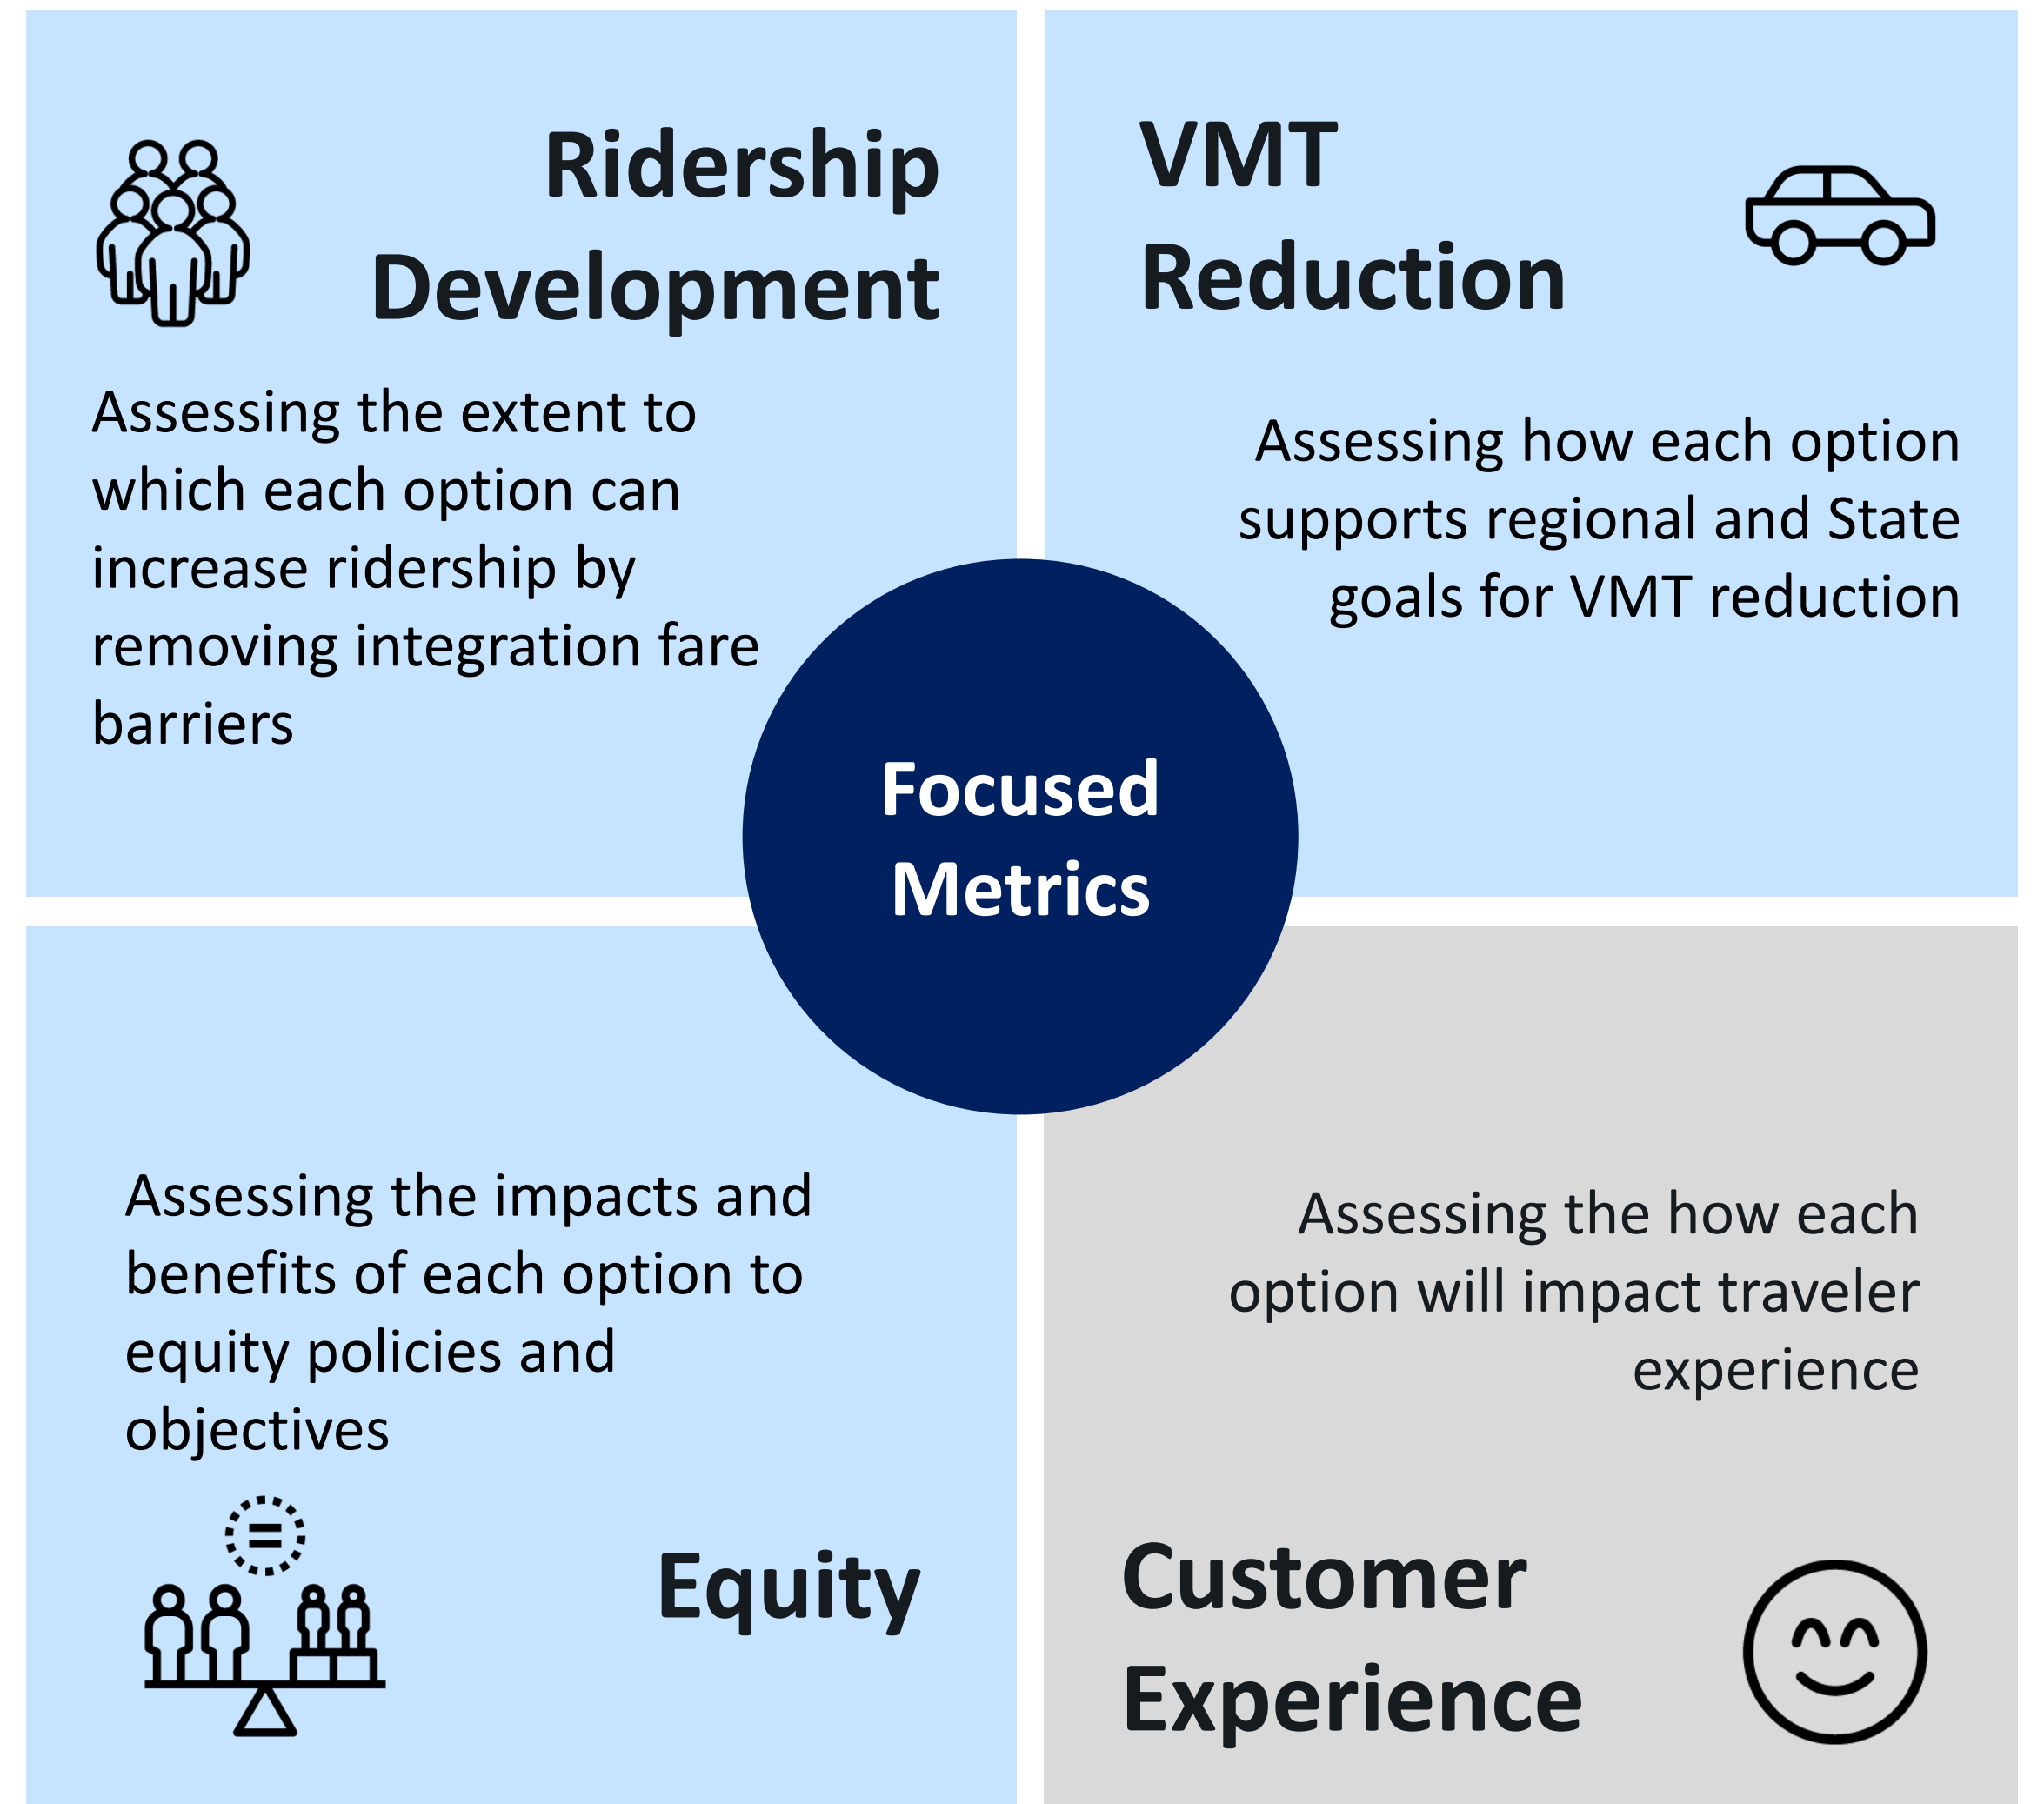 Ridership
Development
Assessing the extent to
which each option can
increase ridership by
removing integration fare
barriers
VMT
Reduction
Assessing how each option
supports regional and State
goals for VMT reduction
Focused
Metrics
Assessing the impacts and
benefits of each option to
equity policies and
objectives
=
Equity
Assessing the how each
option will impact traveler
experience
Customer
Experience